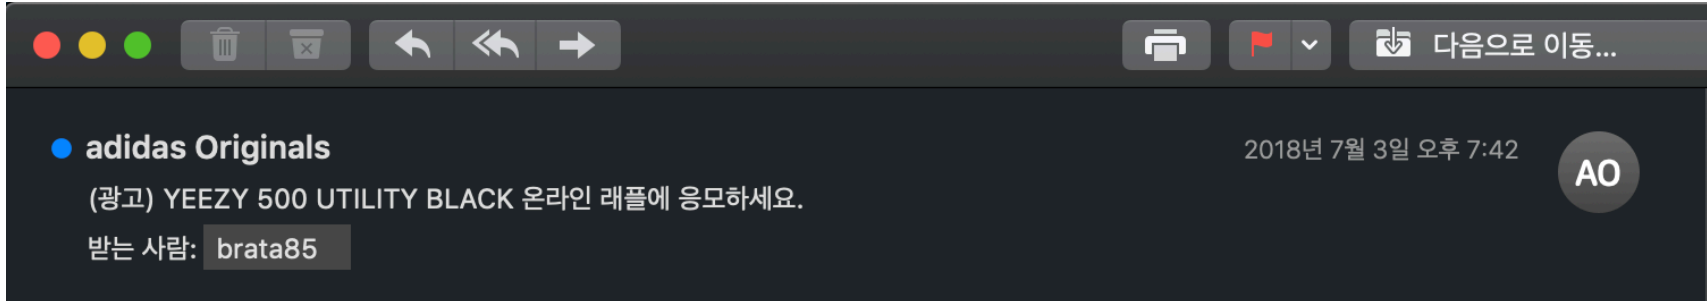 다음으로 이동...
adidas Originals
2018년 7월 3일 오후 7:42
AO
(광고) YEEZY 500 UTILITY BLACK 온라인 래플에 응모하세요.
받는 사람: brata85